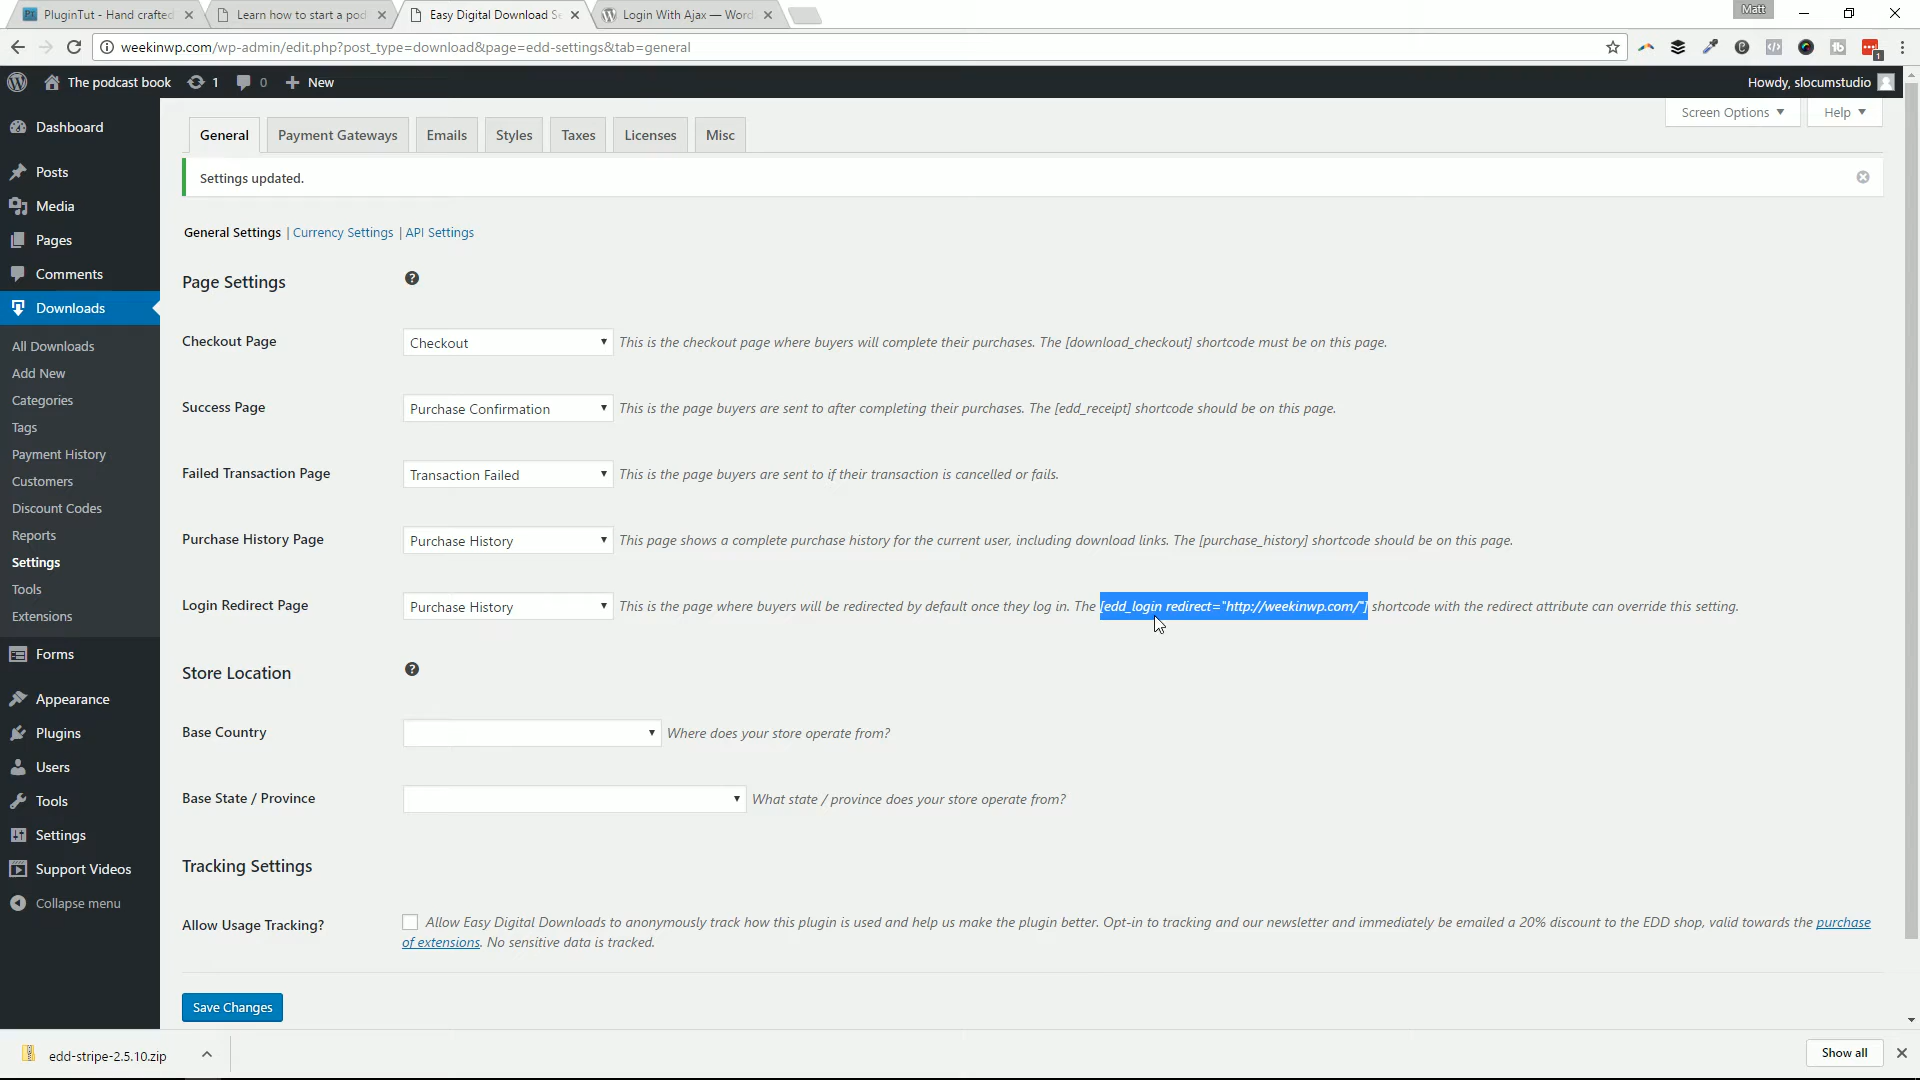 PluginTut - Hand crafted
Learn how to start a pod
Easy Digital Download Se
Login With Ajax — Word
Matt
weekinwp.com/wp-admin/edit.php?post_type=download&page=edd-settings&tab=general
The podcast book
1
0
New
Howdy, slocumstudio
Dashboard
Posts
Media
Pages
Comments
Downloads
All Downloads
Add New
Categories
Tags
Payment History
Customers
Discount Codes
Reports
Settings
Tools
Extensions
Forms
Appearance
Plugins
Users
Tools
Settings
Support Videos
Collapse menu
Screen Options
Help
General
Payment Gateways
Emails
Styles
Taxes
Licenses
Misc
Settings updated.
General Settings | Currency Settings | API Settings
Page Settings
Checkout Page
Checkout
This is the checkout page where buyers will complete their purchases. The [download_checkout] shortcode must be on this page.
Success Page
Purchase Confirmation
This is the page buyers are sent to after completing their purchases. The [edd_receipt] shortcode should be on this page.
Failed Transaction Page
Transaction Failed
This is the page buyers are sent to if their transaction is cancelled or fails.
Purchase History Page
Purchase History
This page shows a complete purchase history for the current user, including download links. The [purchase_history] shortcode should be on this page.
Login Redirect Page
Purchase History
This is the page where buyers will be redirected by default once they log in. The [edd_login redirect="http://weekinwp.com/"] shortcode with the redirect attribute can override this setting.
Store Location
Base Country
Where does your store operate from?
Base State / Province
What state / province does your store operate from?
Tracking Settings
Allow Usage Tracking?
Allow Easy Digital Downloads to anonymously track how this plugin is used and help us make the plugin better. Opt-in to tracking and our newsletter and immediately be emailed a 20% discount to the EDD shop, valid towards the purchase
of extensions. No sensitive data is tracked.
Save Changes
edd-stripe-2.5.10.zip
Show all